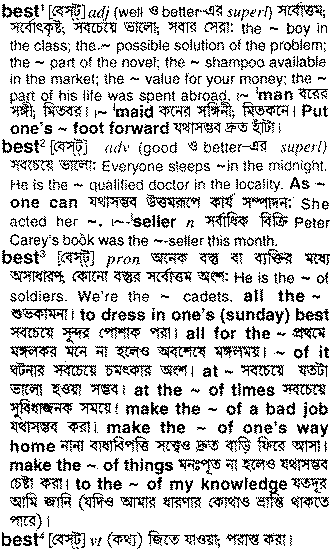 best¹ [বেস্ট্] adj (well ও better-এর superl) সর্বোত্তম;
সর্বোৎকৃষ্ট; সবচেয়ে ভালো; সবার সেরা: the ~ boy in
the class; the ~ possible solution of the problem;
the ~ part of the novel; the ~ shampoo available
in the market; the ~ value for your money; the ~
part of his life was spent abroad. ।~ ˈman বরের
সঙ্গী; মিতবর। ।~ ˈmaid কনের সঙ্গিনী; মিতকনে। Put
one's ~ foot forward যথাসম্ভব দ্রুত হাঁটা।
best² [বেস্ট্] adv (good ও better-এর superl)
সবচেয়ে ভালো: Everyone sleeps ~in the midnight.
He is the ~ qualified doctor in the locality. As ~
one can যথাসম্ভব উত্তমরূপে কার্য সম্পাদন: She
acted her ~. ।~-ˈseller n সর্বাধিক বিক্রি Peter
Carey's book was the ~-seller this month.
best³ [বেস্ট্] pron অনেক বস্তু বা ব্যক্তির মধ্যে
অসাধারণ; কোনো বস্তুর সর্বোত্তম অংশ: He is the ~ of
soldiers. We're the ~ cadets. all the ~
শুভকামনা। to dress in one's (sunday) best
সবচেয়ে সুন্দর পোশাক পরা। all for the ~ প্রথমে
মঙ্গলকর মনে না হলেও অবশেষে মঙ্গলময়। ~ of it
ঘটনার সবচেয়ে চমৎকার অংশ। at ~ সবচেয়ে যতটা
ভালো হওয়া সম্ভব। at the ~ of times সবচেয়ে
সুবিধাজনক সময়ে। make the ~ of a bad job
যথাসম্ভব করা। make the ~ of one's way
home নানা বাধাবিপত্তি সত্ত্বেও দ্রুত বাড়ি ফিরে আসা।
make the ~ of things মনঃপূত না হলেও যথাসম্ভব
চেষ্টা করা। to the ~ of my knowledge যতদূর
আমি জানি (যদিও আমার ধারণার কোথাও ভ্রান্তি থাকতে
পারে)।
best⁴ [বেস্ট্] vt (কথ্য) জিতে যাওয়া; পরাস্ত করা।